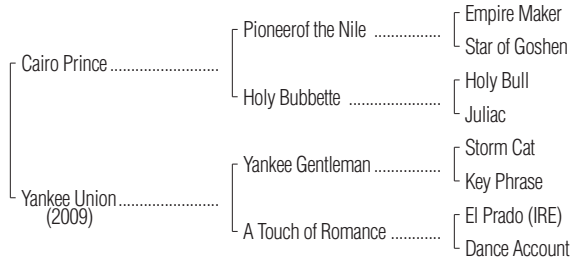 Empire Maker
Pioneerof the Nile ................
Star of Goshen
Cairo Prince ..........................
Holy Bull
Holy Bubbette ......................
Juliac
Storm Cat
Yankee Gentleman ................
Key Phrase
Yankee Union ........................
(2009)
El Prado (IRE)
A Touch of Romance ............
Dance Account